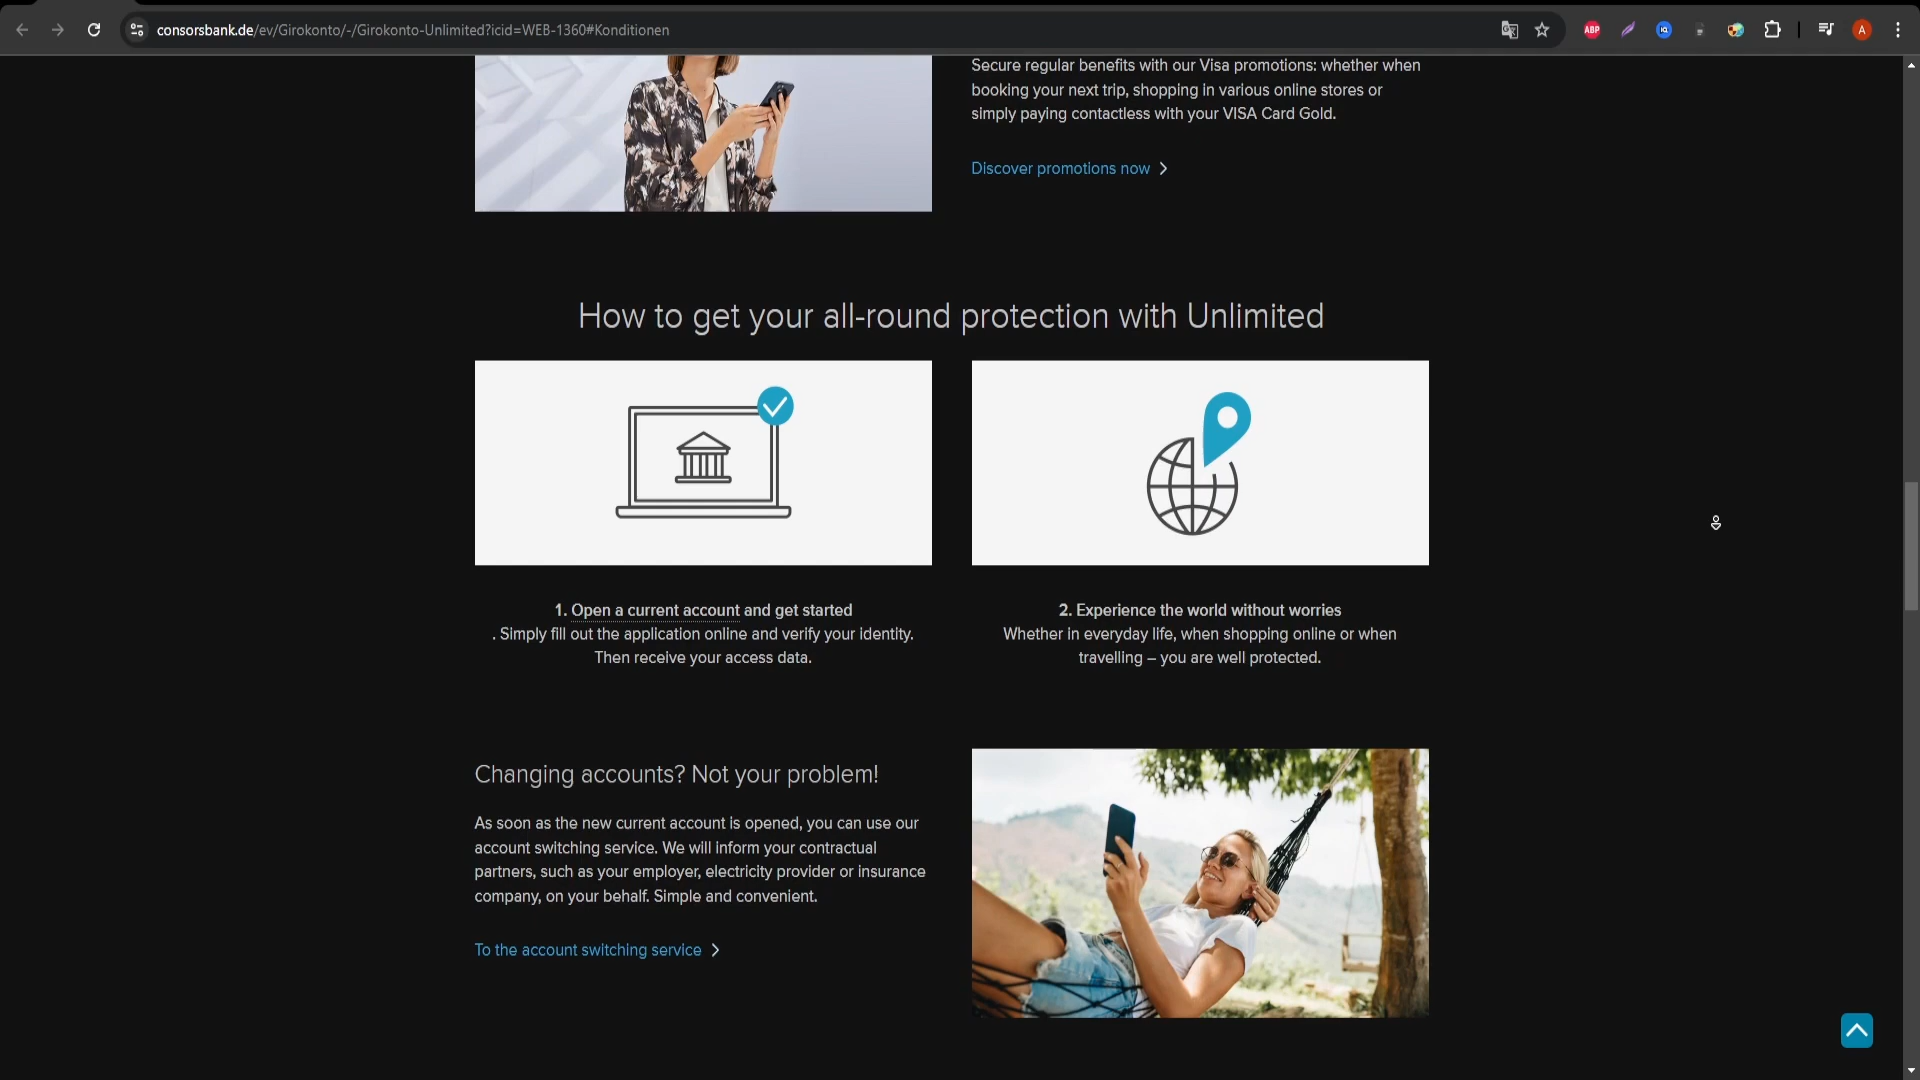 consorsbank.de/ev/Girokonto/-/Girokonto-Unlimited?icid=WEB-1360#Konditionen
ABP
A
Secure regular benefits with our Visa promotions: whether when
booking your next trip, shopping in various online stores or
simply paying contactless with your VISA Card Gold.
Discover promotions now
How to get your all-round protection with Unlimited
1. Open a current account and get started
. Simply fill out the application online and verify your identity.
Then receive your access data.
2. Experience the world without worries
Whether in everyday life, when shopping online or when
travelling – you are well protected.
Changing accounts? Not your problem!
As soon as the new current account is opened, you can use our
account switching service. We will inform your contractual
partners, such as your employer, electricity provider or insurance
company, on your behalf. Simple and convenient.
To the account switching service